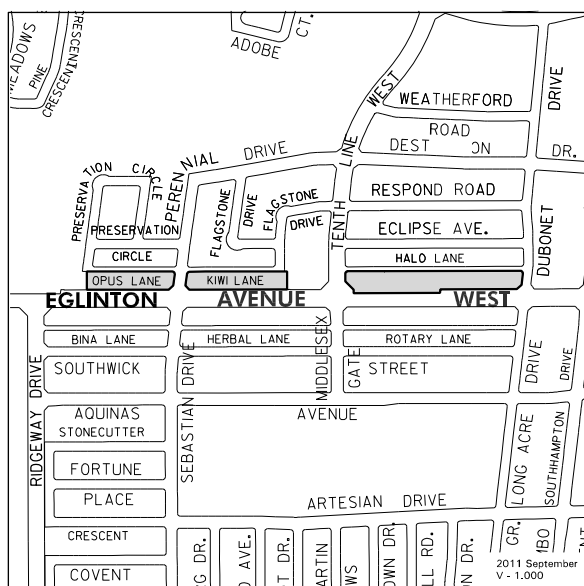 ADOBE CT.
MEADOWS
PINE
CRESCENT
CRESCENT
WEST
WEATHERFORD
DRIVE
ROAD
DR.
LINE
TENTH
PERENNIAL DRIVE
PRESERVATION CIRCLE
RESPOND ROAD
FLAGSTONE
DRIVE
FLAGSTONE
DRIVE
PRESERVATION
CIRCLE
ECLIPSE AVE.
DUBONET
HALO LANE
OPUS LANE
KIWI LANE
EGLINTON AVENUE WEST
BINA LANE
HERBAL LANE
ROTARY LANE
MIDDLESEX
GATE
SOUTHWICK
STREET
DRIVE
DRIVE
RIDGEWAY DRIVE
SEBASTIAN DRIVE
AQUINAS
AVENUE
STONECUTTER
FORTUNE
LONG ACRE
SOUTHHAMPTON
PLACE
ARTESIAN DRIVE
CRESCENT
DR.
AVE.
DR.
DR.
RD.
DR.
GR.
COVENT
2011 September
V - 1.000